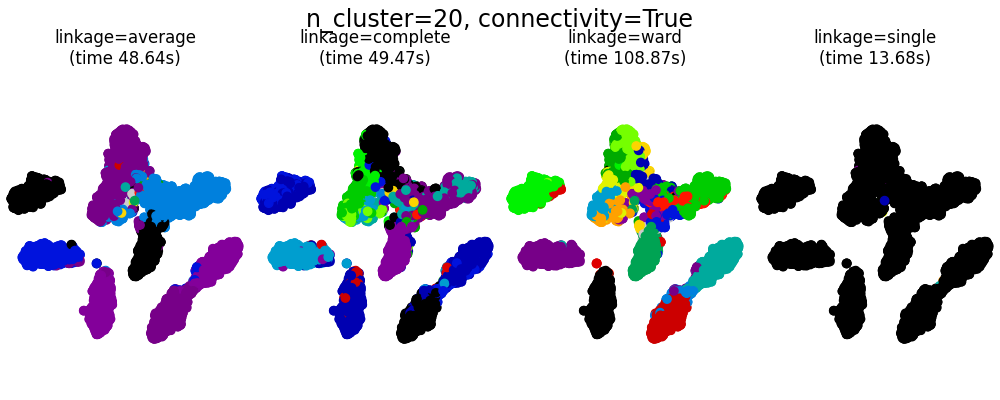 n_cluster=20, connectivity=True
linkage=average
(time 48.64s)
linkage=complete
(time 49.47s)
linkage=ward
(time 108.87s)
linkage=single
(time 13.68s)